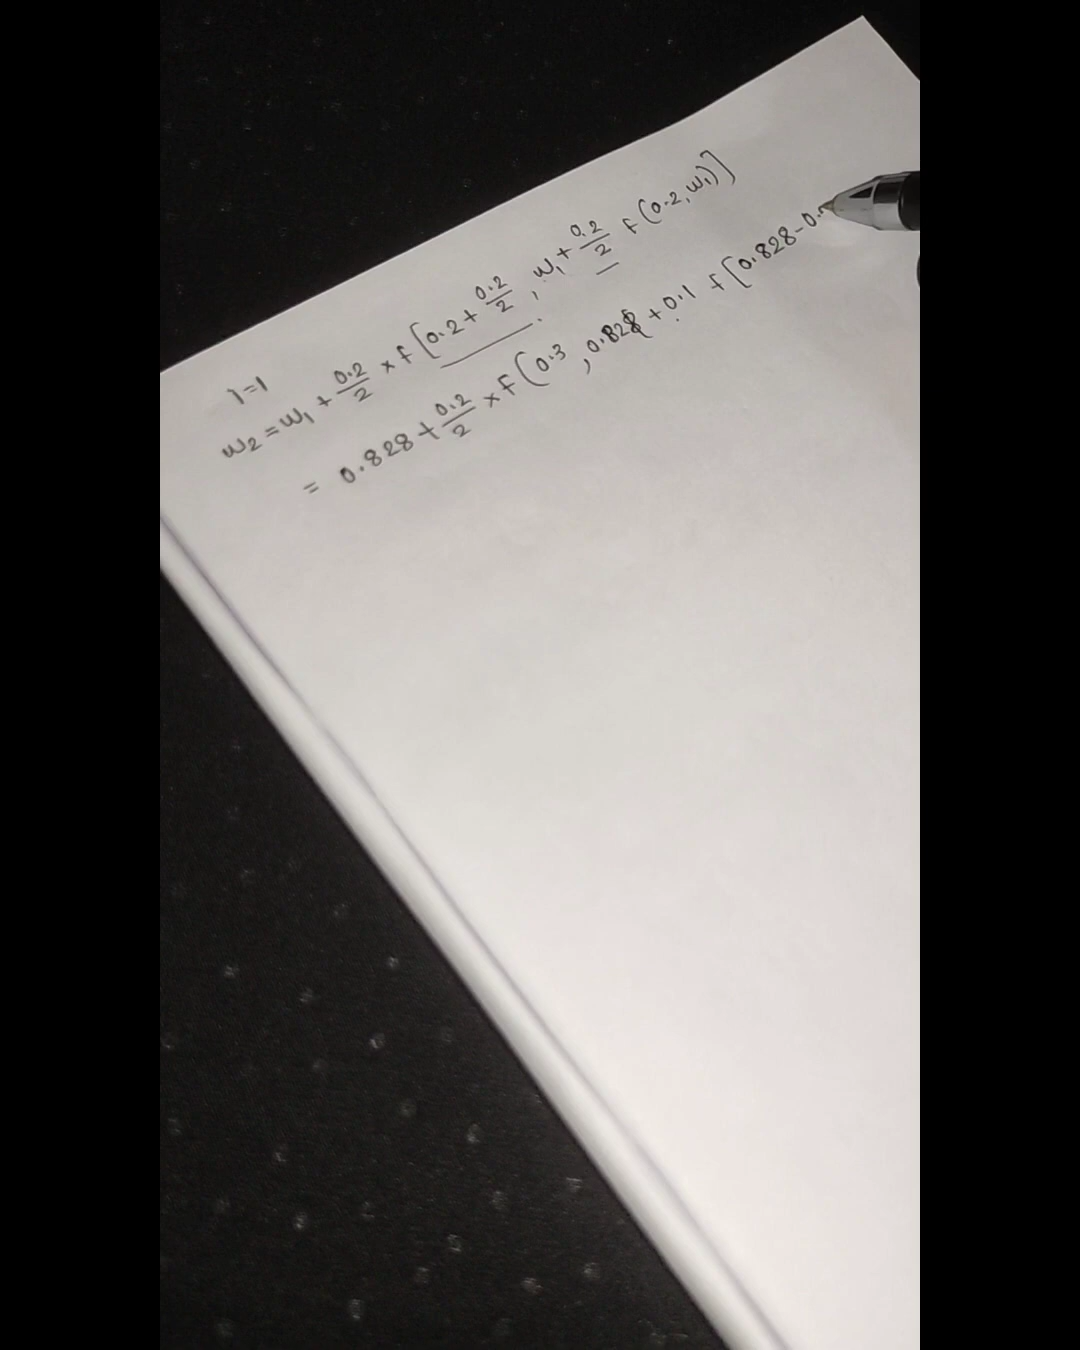 i=1
w₂ = w₁ + 0.2/2 × f [0.2 + 0.2/2 , w₁ + 0.2/2 f (0.2, w₁)]
= 0.828 + 0.2/2 × f (0.3 , 0.828 + 0.1 f [0.828 - 0.